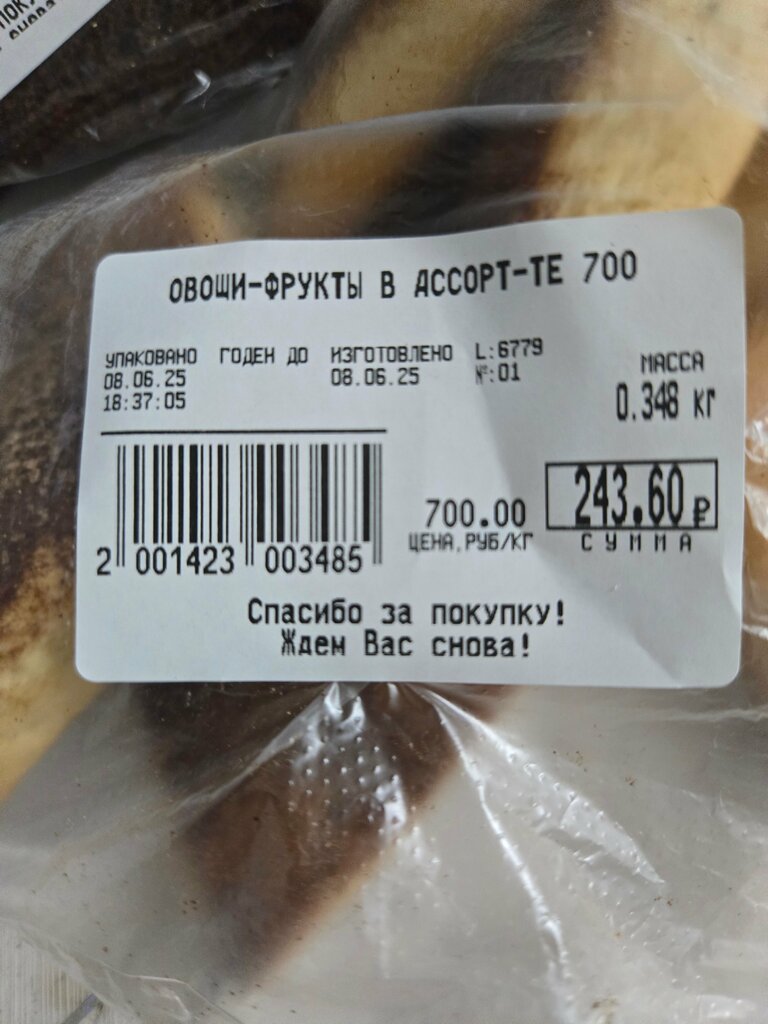 ОВОЩИ-ФРУКТЫ В АССОРТ-ТЕ 700
УПАКОВАНО ГОДЕН ДО ИЗГОТОВЛЕНО L:6779
08.06.25 08.06.25 №:01
18:37:05
МАССА
0.348 кг
243.60 ₽
700.00
ЦЕНА,РУБ/КГ СУММА
2 001423 003485
Спасибо за покупку!
Ждем Вас снова!